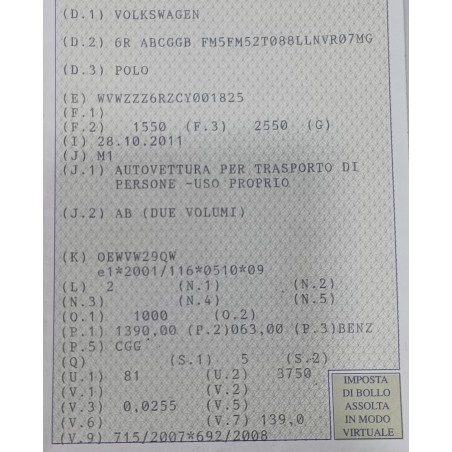 (D.1) VOLKSWAGEN
(D.2) 6R ABCGGB FM5FM52T088LLNVR07MG
(D.3) POLO
(E) WVWZZZ6RZCY001825
(F.1)
(F.2) 1550 (F.3) 2550 (G)
(I) 28.10.2011
(J) M1
(J.1) AUTOVETTURA PER TRASPORTO DI
PERSONE -USO PROPRIO
(J.2) AB (DUE VOLUMI)
(K) OEWVW29QW
e1*2001/116*0510*09
(L) 2 (N.1) (N.2)
(N.3) (N.4) (N.5)
(O.1) 1000 (O.2)
(P.1) 1390,00 (P.2)063,00 (P.3)BENZ
(P.5) CGG
(Q) (S.1) 5 (S.2)
(U.1) 81 (U.2) 3750
(V.1) (V.2)
(V.3) 0,0255 (V.5)
(V.6) (V.7) 139,0
(V.9) 715/2007*692/2008
IMPOSTA
DI BOLLO
ASSOLTA
IN MODO
VIRTUALE